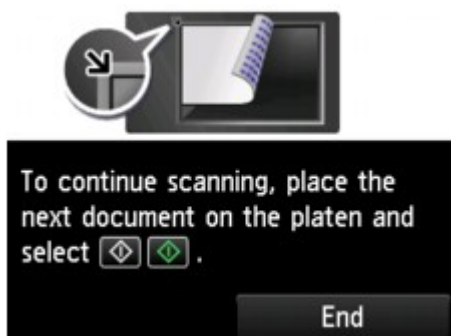 To continue scanning, place the
next document on the platen and
select .
End